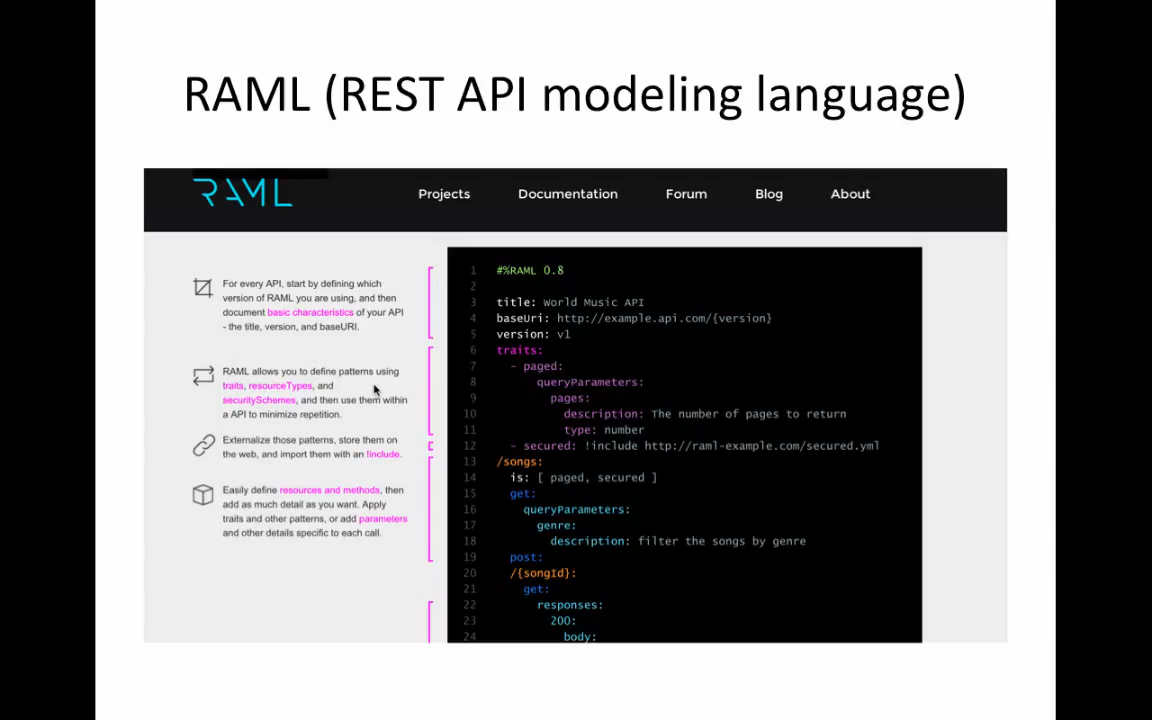 RAML (REST API modeling language)
RAML
Projects Documentation Forum Blog About
For every API, start by defining which
version of RAML you are using, and then
document basic characteristics of your API
- the title, version, and baseURI.
RAML allows you to define patterns using
traits, resourceTypes, and
securitySchemes, and then use them within
a API to minimize repetition.
Externalize those patterns, store them on
the web, and import them with an !include.
Easily define resources and methods, then
add as much detail as you want. Apply
traits and other patterns, or add parameters
and other details specific to each call.
1 #%RAML 0.8
2
3 title: World Music API
4 baseUri: http://example.api.com/{version}
5 version: v1
6 traits:
7 - paged:
8 queryParameters:
9 pages:
10 description: The number of pages to return
11 type: number
12 - secured: !include http://raml-example.com/secured.yml
13 /songs:
14 is: [ paged, secured ]
15 get:
16 queryParameters:
17 genre:
18 description: filter the songs by genre
19 post:
20 /{songId}:
21 get:
22 responses:
23 200:
24 body: